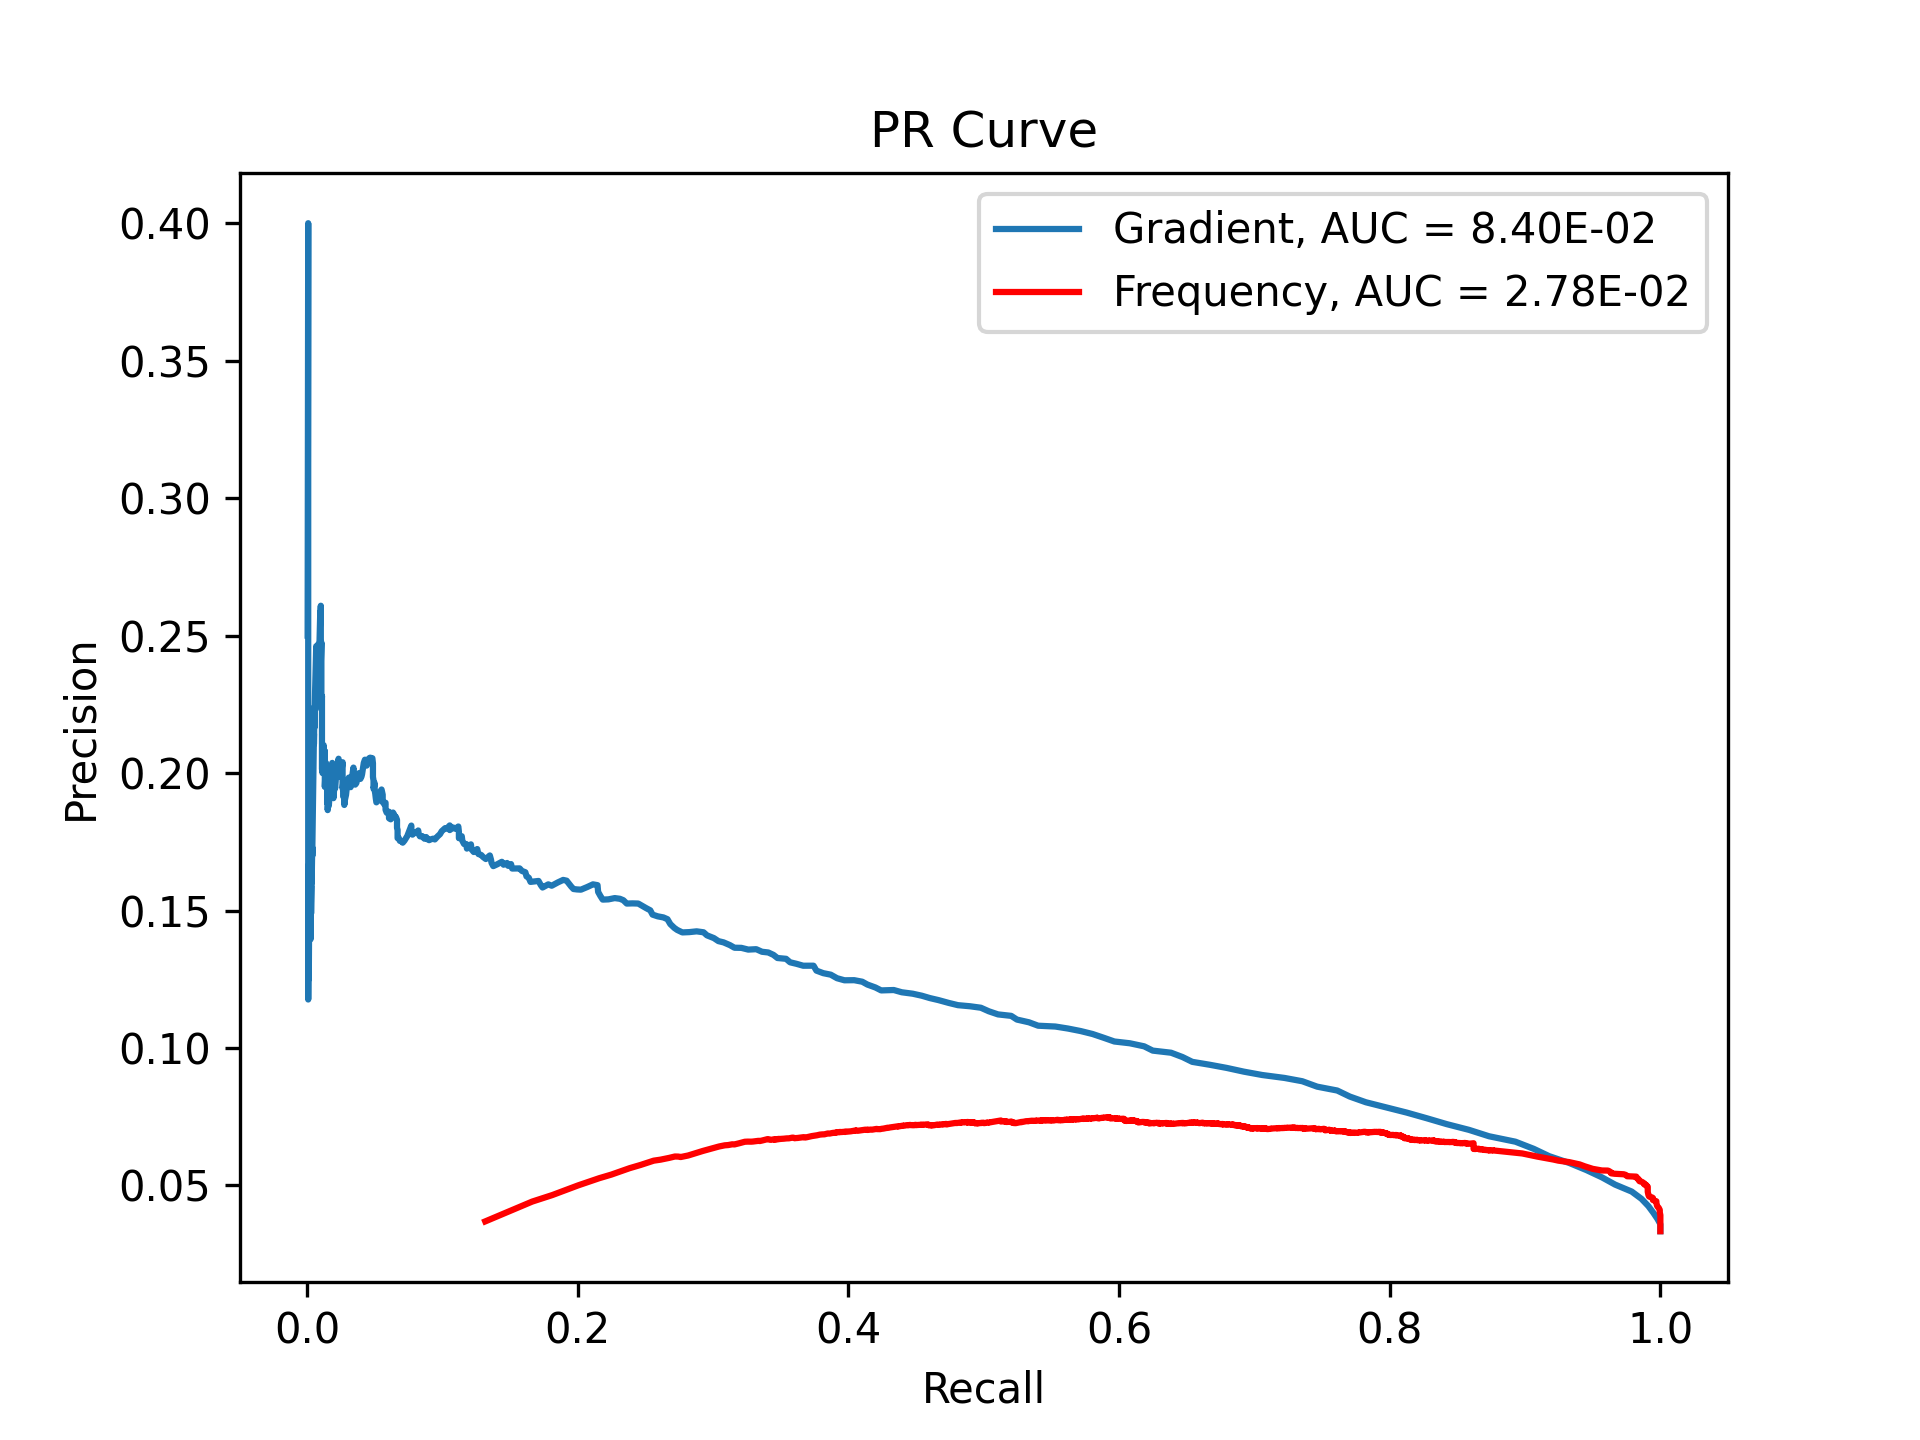 PR Curve
Gradient, AUC = 8.40E-02
Frequency, AUC = 2.78E-02
0.40
0.35
0.30
0.25
0.20
0.15
0.10
0.05
Precision
0.0 0.2 0.4 0.6 0.8 1.0
Recall